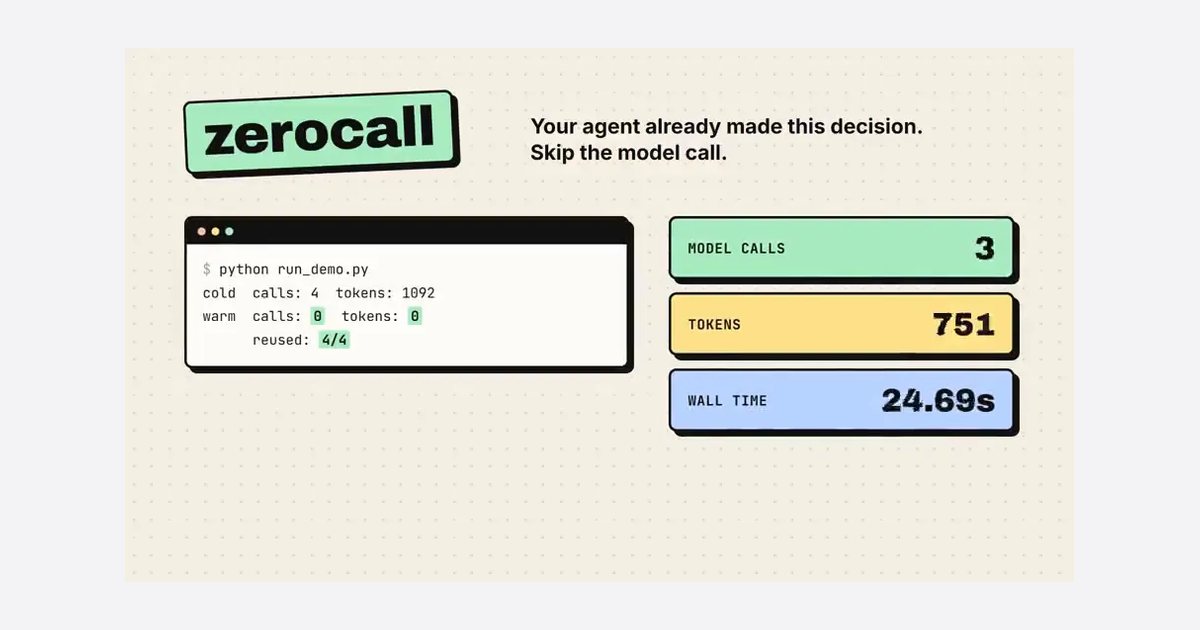 zerocall
Your agent already made this decision.
Skip the model call.
$ python run_demo.py
cold  calls: 4  tokens: 1092
warm  calls: 0  tokens: 0
reused: 4/4
MODEL CALLS 3
TOKENS 751
WALL TIME 24.69s